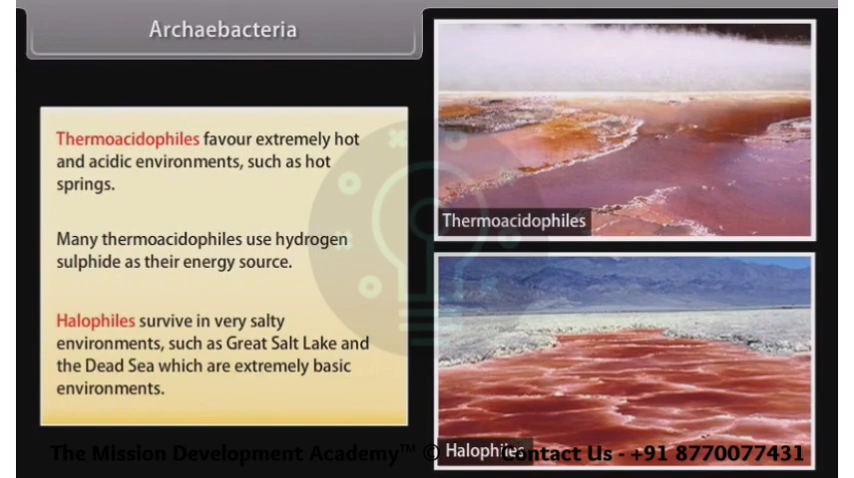 Archaebacteria
Thermoacidophiles favour extremely hot
and acidic environments, such as hot
springs.
Many thermoacidophiles use hydrogen
sulphide as their energy source.
Halophiles survive in very salty
environments, such as Great Salt Lake and
the Dead Sea which are extremely basic
environments.
Thermoacidophiles
Halophiles
The Mission Development Academy™ © Contact Us - +91 8770077431